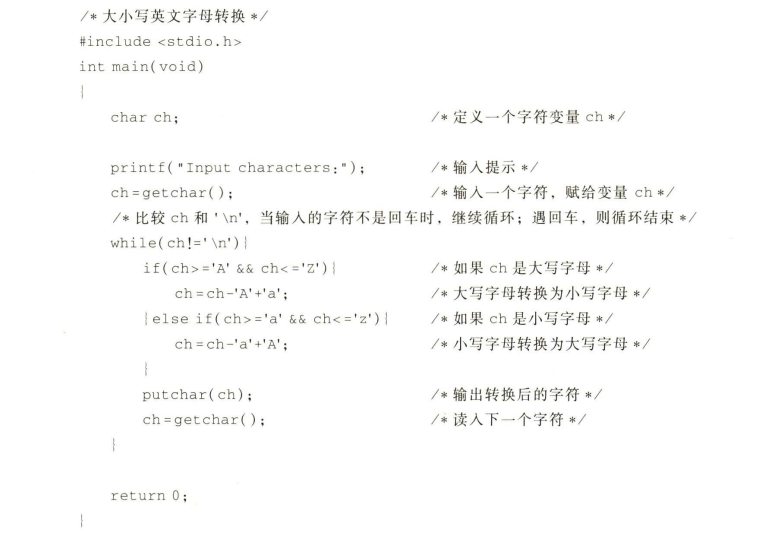 /* 大小写英文字母转换 */
#include <stdio.h>
int main(void)
{
char ch; /* 定义一个字符变量 ch */
printf("Input characters:"); /* 输入提示 */
ch=getchar(); /* 输入一个字符，赋给变量 ch */
/* 比较 ch 和 '\n'，当输入的字符不是回车时，继续循环；遇回车，则循环结束 */
while(ch!='\n'){
if(ch>='A' && ch<='Z'){ /* 如果 ch 是大写字母 */
ch=ch-'A'+'a'; /* 大写字母转换为小写字母 */
}else if(ch>='a' && ch<='z'){ /* 如果 ch 是小写字母 */
ch=ch-'a'+'A'; /* 小写字母转换为大写字母 */
}
putchar(ch); /* 输出转换后的字符 */
ch=getchar(); /* 读入下一个字符 */
}
return 0;
}